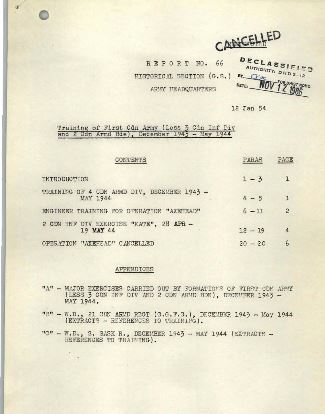 CANCELLED
REPORT NO. 66
DECLASSIFIED
HISTORICAL SECTION (G.S.)
ARMY HEADQUARTERS
NOV 12 1986
12 Jan 54
Training of First Cdn Army (Less 3 Cdn Inf Div
and 2 Cdn Armd Bde), December 1943 - May 1944
CONTENTS PARAS PAGE
INTRODUCTION 1 - 3 1
TRAINING OF 4 CDN ARMD DIV, DECEMBER 1943 -
MAY 1944 4 - 5 1
ENGINEER TRAINING FOR OPERATION "AXEHEAD" 6 - 11 2
2 CDN INF DIV EXERCISE "KATE", 28 APR -
19 MAY 44 12 - 19 4
OPERATION "AXEHEAD" CANCELLED 20 - 20 6
APPENDICES
"A" - MAJOR EXERCISES CARRIED OUT BY FORMATIONS OF FIRST CDN ARMY
(LESS 3 CDN INF DIV AND 2 CDN ARMD BDE), DECEMBER 1943 -
MAY 1944.
"B" - W.D., 21 CDN ARMD REGT (G.G.F.G.), DECEMBER 1943 - MAY 1944
(EXTRACTS - REFERENCES TO TRAINING).
"C" - W.D., S. SASK R., DECEMBER 1943 - MAY 1944 (EXTRACTS -
REFERENCES TO TRAINING).